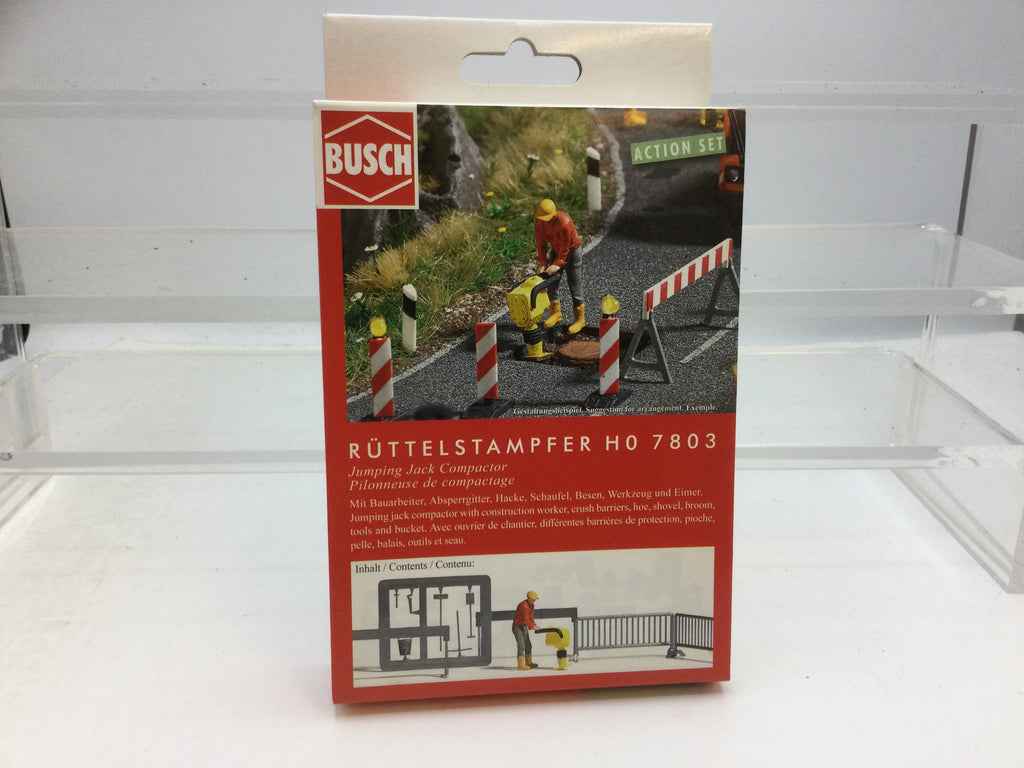 BUSCH
ACTION SET
Gestaltungsbeispiel. Suggestion for arrangement. Exemple.
RÜTTELSTAMPFER H0 7803
Jumping Jack Compactor
Pilonneuse de compactage
Mit Bauarbeiter, Absperrgitter, Hacke, Schaufel, Besen, Werkzeug und Eimer.
Jumping jack compactor with construction worker, crush barriers, hoe, shovel, broom,
tools and bucket. Avec ouvrier de chantier, différentes barrières de protection, pioche,
pelle, balais, outils et seau.
Inhalt / Contents / Contenu: